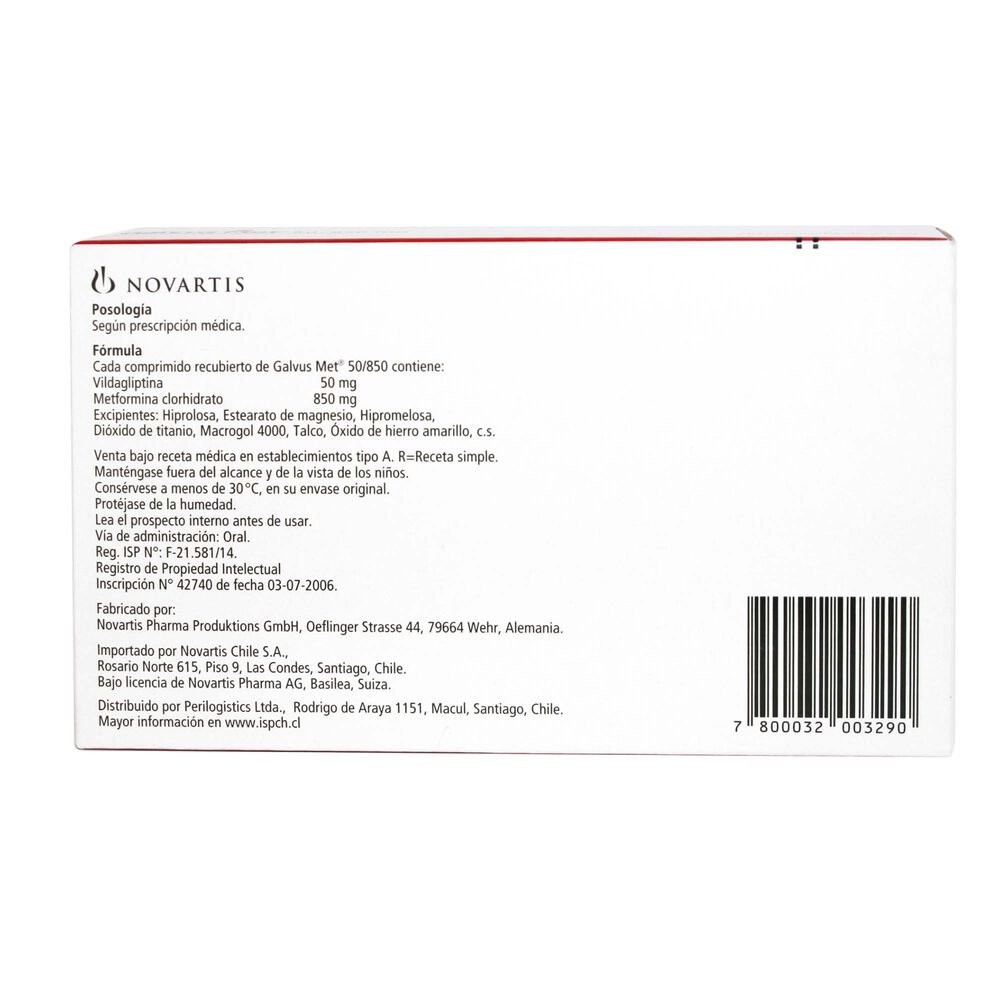 NOVARTIS
Posología
Según prescripción médica.
Fórmula
Cada comprimido recubierto de Galvus Met® 50/850 contiene:
Vildagliptina 50 mg
Metformina clorhidrato 850 mg
Excipientes: Hiprolosa, Estearato de magnesio, Hipromelosa,
Dióxido de titanio, Macrogol 4000, Talco, Óxido de hierro amarillo, c.s.
Venta bajo receta médica en establecimientos tipo A. R=Receta simple.
Manténgase fuera del alcance y de la vista de los niños.
Consérvese a menos de 30°C, en su envase original.
Protéjase de la humedad.
Lea el prospecto interno antes de usar.
Vía de administración: Oral.
Reg. ISP N°: F-21.581/14.
Registro de Propiedad Intelectual
Inscripción N° 42740 de fecha 03-07-2006.
Fabricado por:
Novartis Pharma Produktions GmbH, Oeflinger Strasse 44, 79664 Wehr, Alemania.
Importado por Novartis Chile S.A.,
Rosario Norte 615, Piso 9, Las Condes, Santiago, Chile.
Bajo licencia de Novartis Pharma AG, Basilea, Suiza.
Distribuido por Perilogistics Ltda., Rodrigo de Araya 1151, Macul, Santiago, Chile.
Mayor información en www.ispch.cl
7 800032 003290